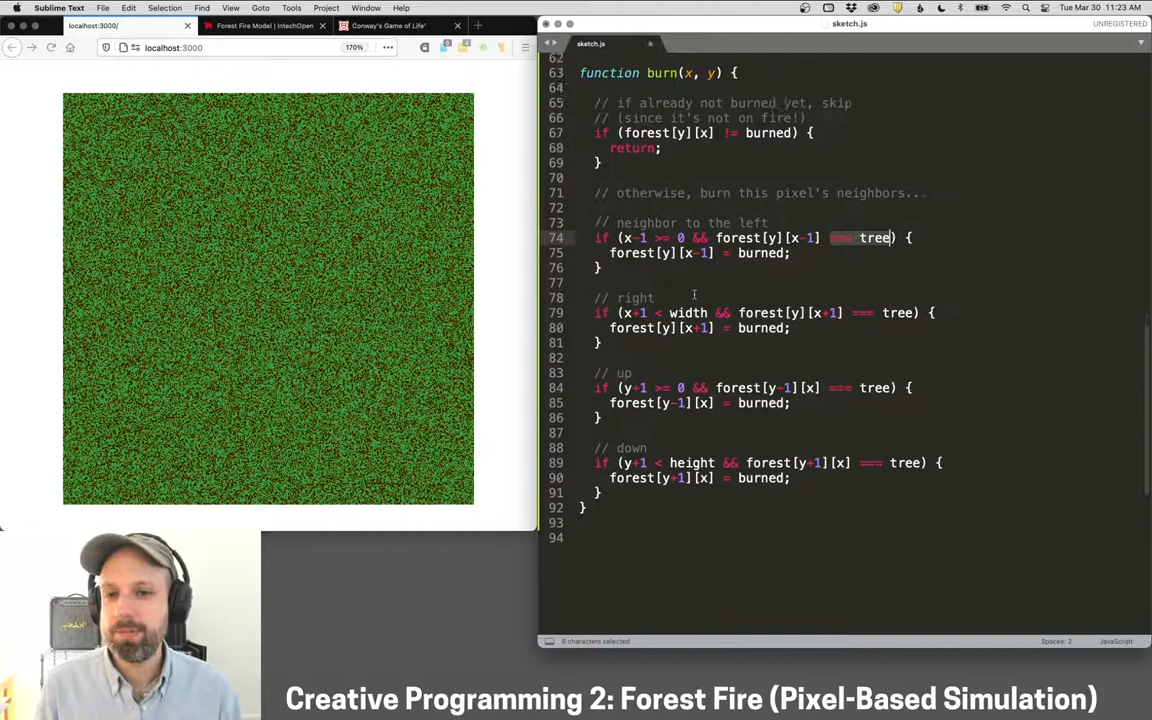 Sublime Text File Edit Selection Find View Goto Tools Project Window Help Tue Mar 30 11:23 AM
localhost:3000/ Forest Fire Model | IntechOpen Conway's Game of Life'
localhost:3000 170%
sketch.js UNREGISTERED
sketch.js
62
63 function burn(x, y) {
64
65 // if already not burned yet, skip
66 // (since it's not on fire!)
67 if (forest[y][x] != burned) {
68 return;
69 }
70
71 // otherwise, burn this pixel's neighbors...
72
73 // neighbor to the left
74 if (x-1 >= 0 && forest[y][x-1] === tree) {
75 forest[y][x-1] = burned;
76 }
77
78 // right
79 if (x+1 < width && forest[y][x+1] === tree) {
80 forest[y][x+1] = burned;
81 }
82
83 // up
84 if (y-1 >= 0 && forest[y-1][x] === tree) {
85 forest[y-1][x] = burned;
86 }
87
88 // down
89 if (y+1 < height && forest[y+1][x] === tree) {
90 forest[y+1][x] = burned;
91 }
92 }
93
94
8 characters selected Spaces: 2 JavaScript
Creative Programming 2: Forest Fire (Pixel-Based Simulation)